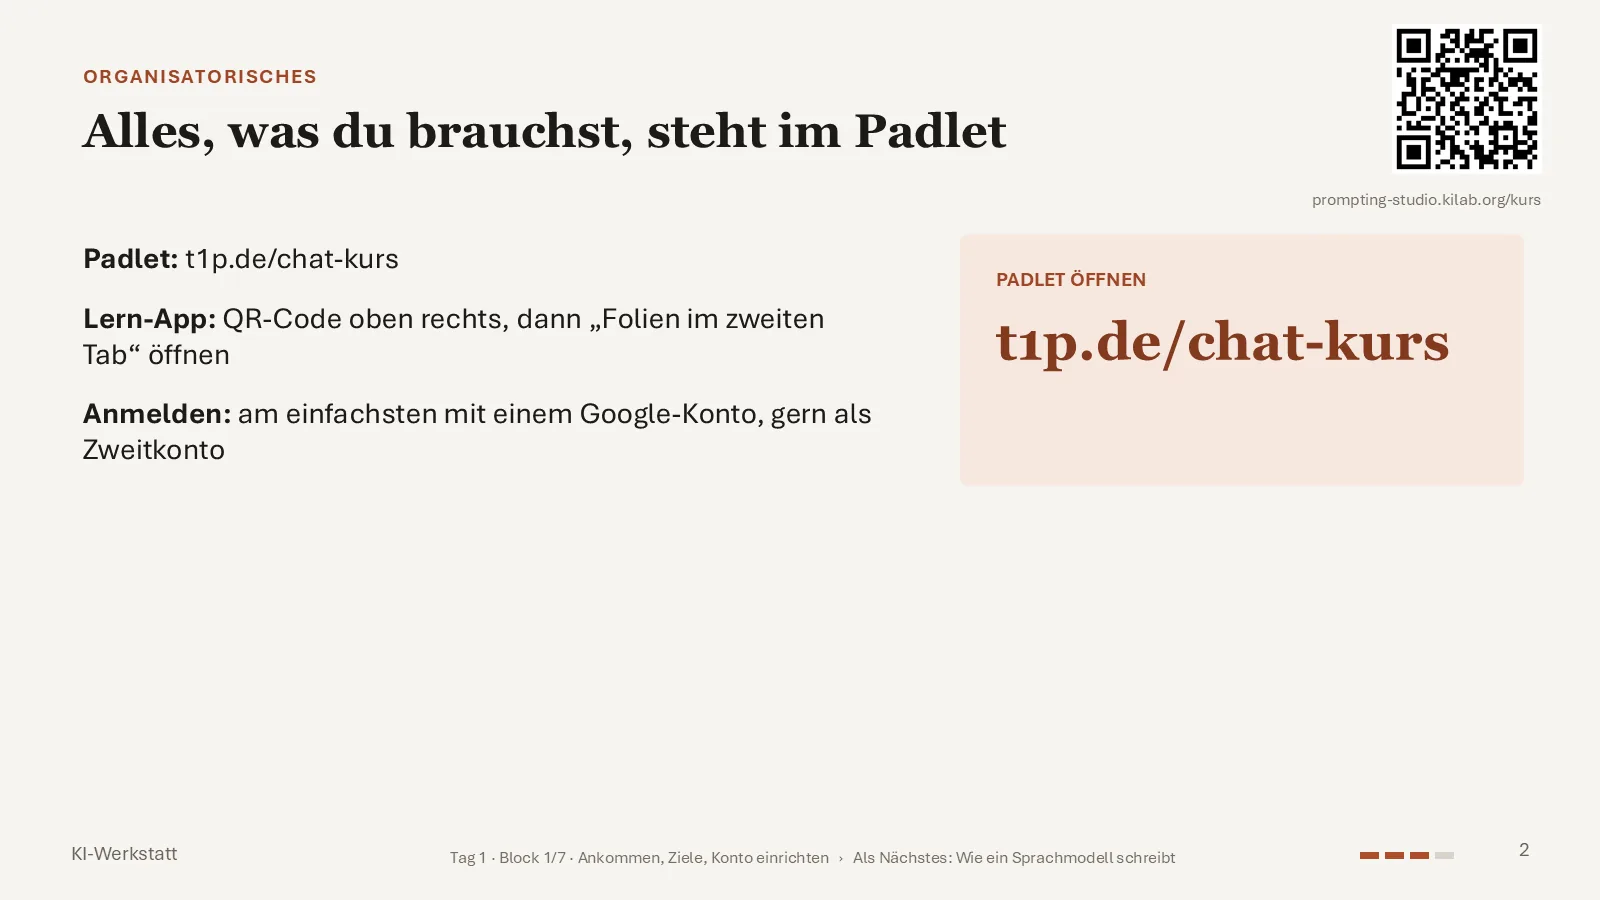 ORGANISATORISCHES
Alles, was du brauchst, steht im Padlet
prompting-studio.kilab.org/kurs
Padlet: t1p.de/chat-kurs
Lern-App: QR-Code oben rechts, dann „Folien im zweiten
Tab“ öffnen
Anmelden: am einfachsten mit einem Google-Konto, gern als
Zweitkonto
PADLET ÖFFNEN
t1p.de/chat-kurs
KI-Werkstatt
Tag 1 · Block 1/7 · Ankommen, Ziele, Konto einrichten › Als Nächstes: Wie ein Sprachmodell schreibt
2